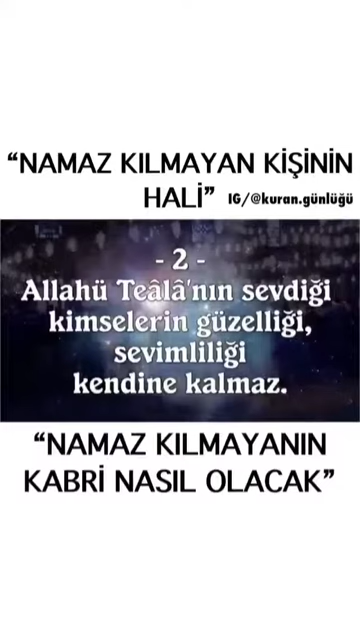 “NAMAZ KILMAYAN KİŞİNİN
HALİ” IG/@kuran.günlüğü
- 2 -
Allahü Teâlâ'nın sevdiği
kimselerin güzelliği,
sevimliliği
kendine kalmaz.
“NAMAZ KILMAYANIN
KABRİ NASIL OLACAK”